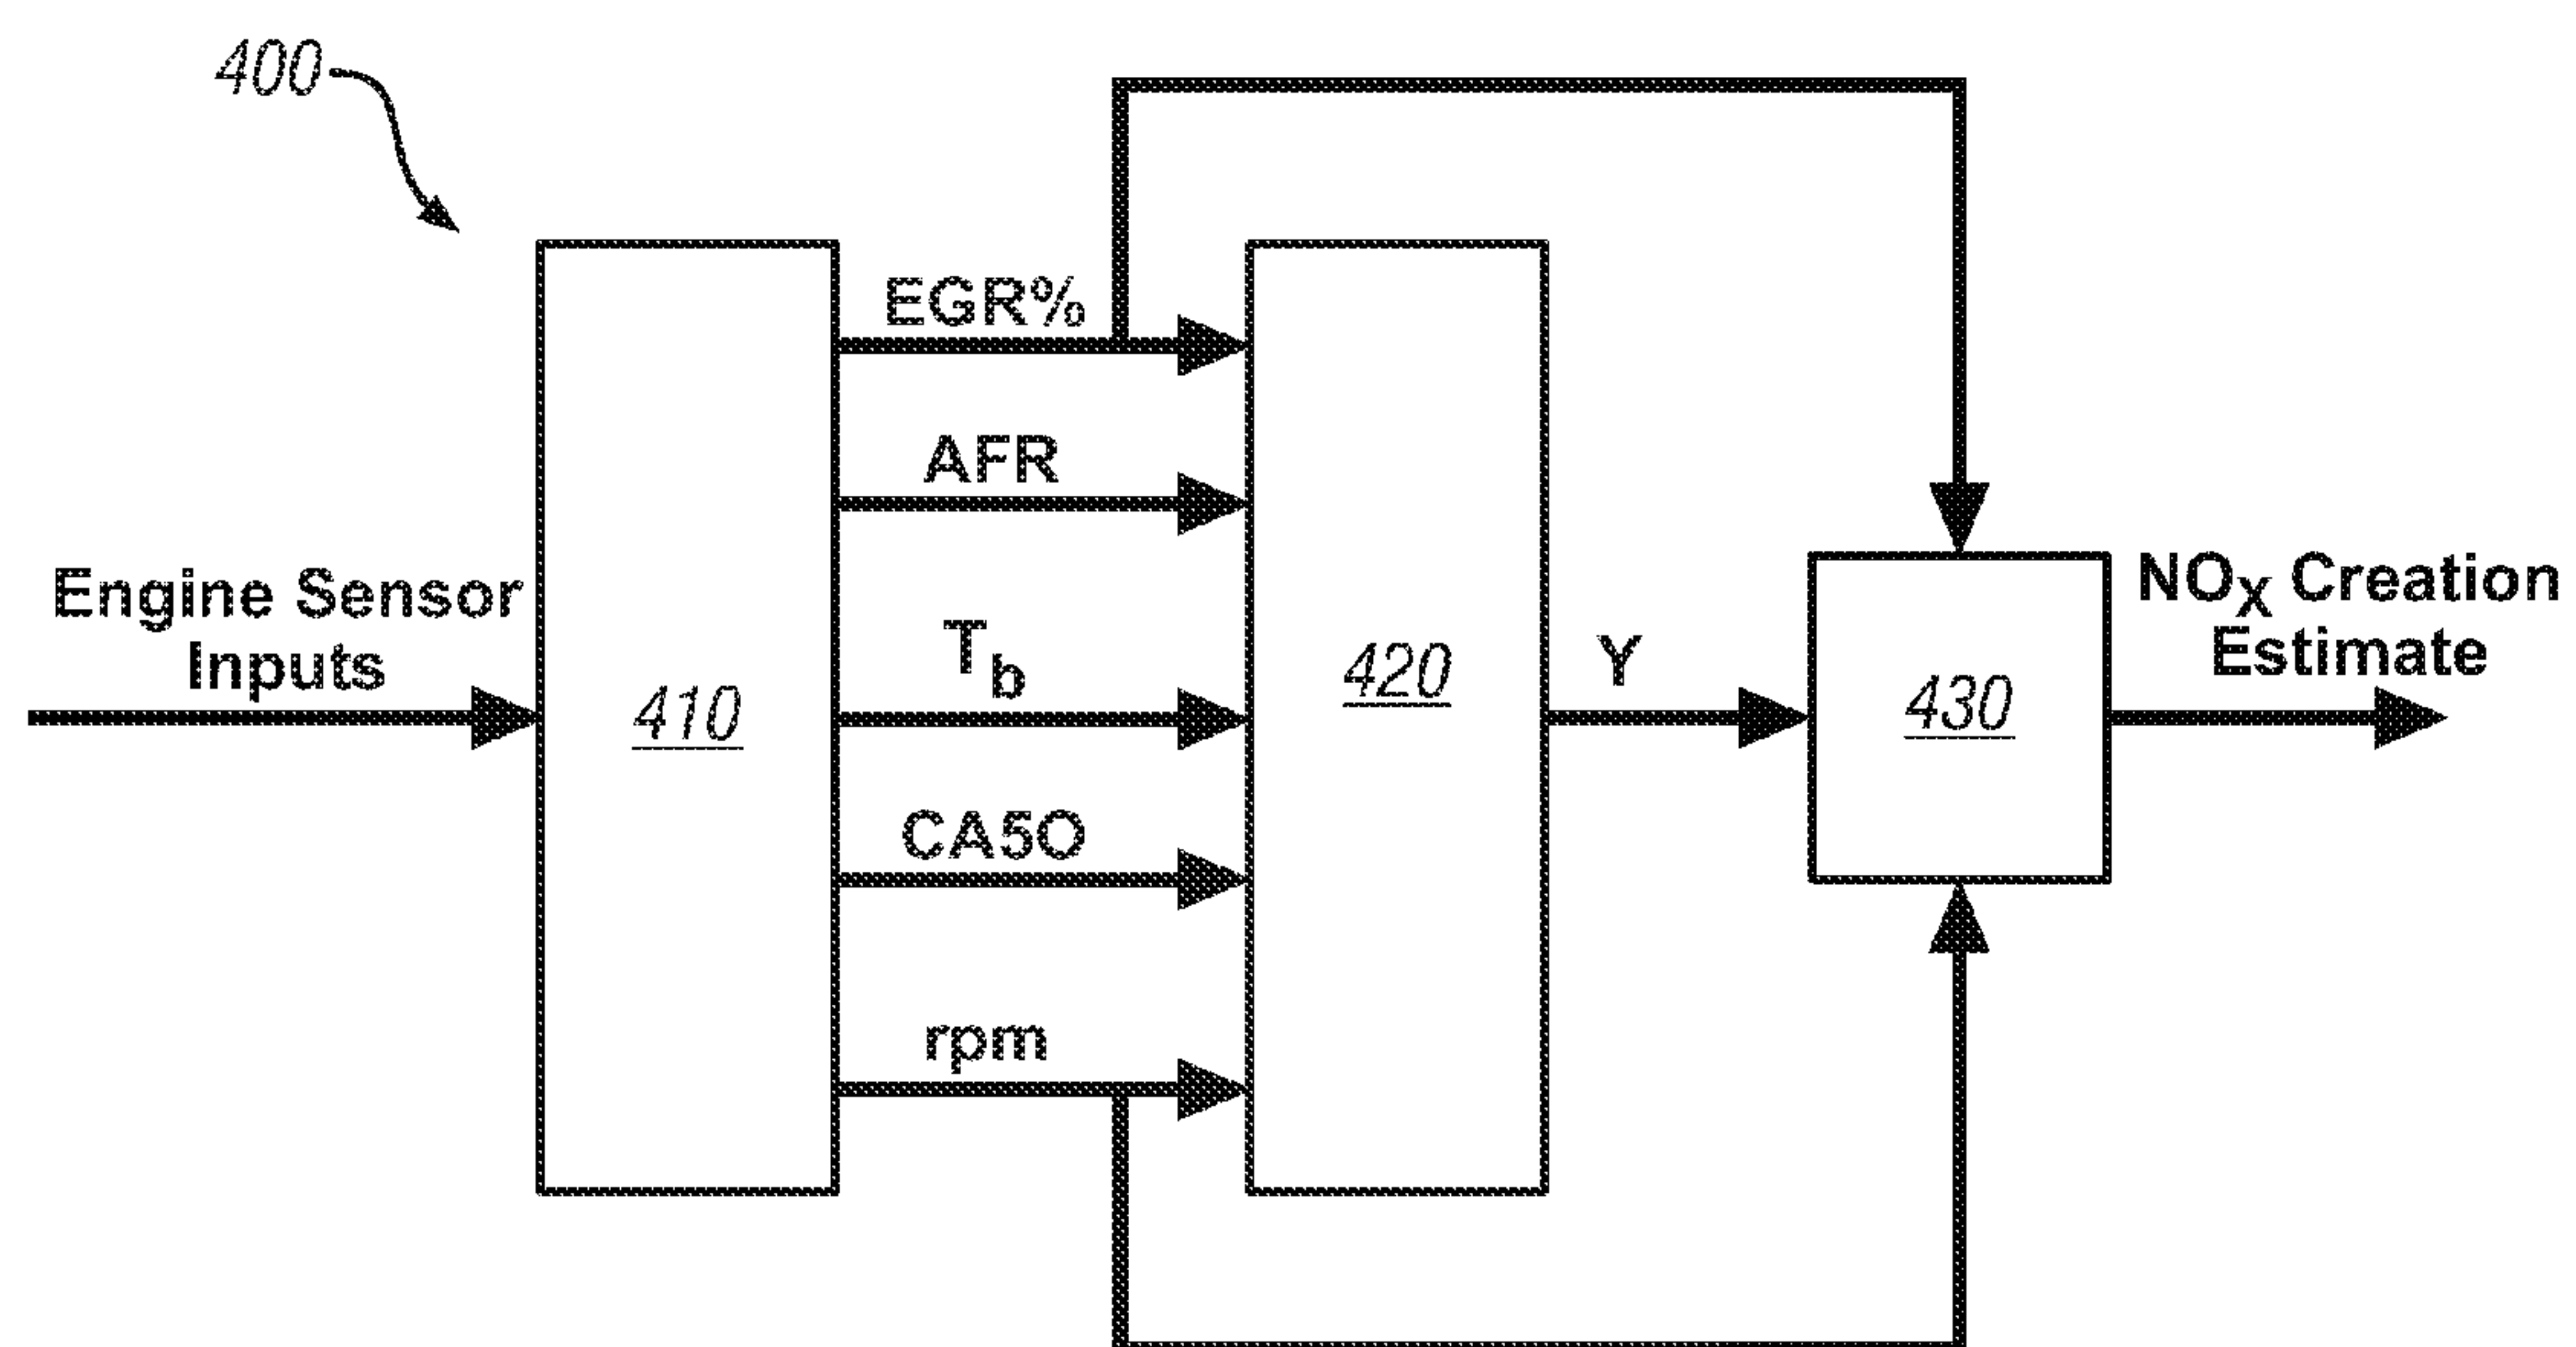 400
EGR%
AFR
Engine Sensor
Inputs
Tb
CA50
rpm
410
420
Y
430
NOX Creation
Estimate